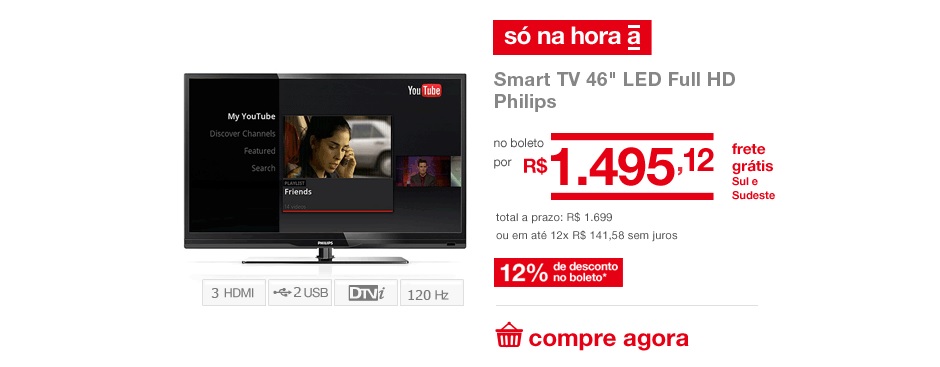 só na hora a
Smart TV 46" LED Full HD
Philips
no boleto
por
R$ 1.495,12
frete
grátis
Sul e
Sudeste
total a prazo: R$ 1.699
ou em até 12x R$ 141,58 sem juros
12% de desconto
no boleto*
compre agora
YouTube
My YouTube
Discover Channels
Featured
Search
PLAYLIST
Friends
14 videos
PHILIPS
3 HDMI
2 USB
DTVi
120 Hz